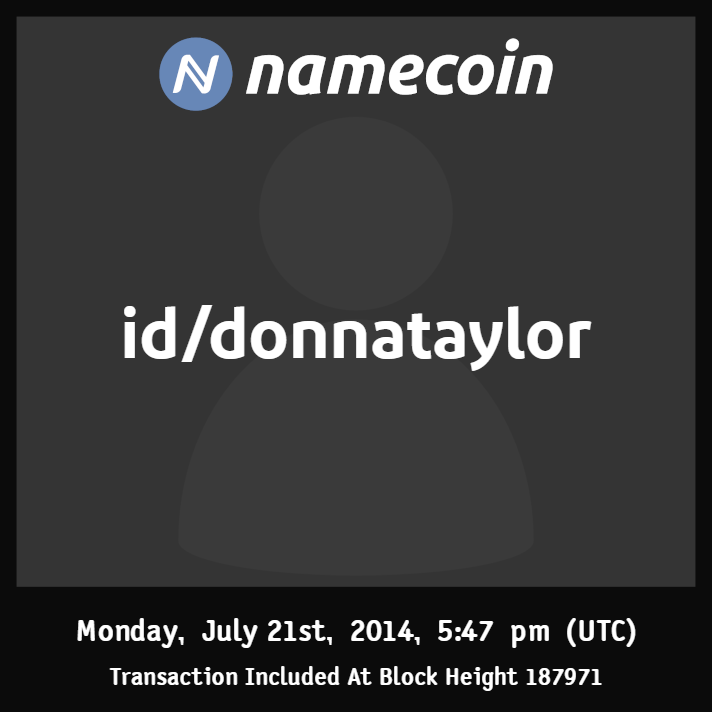 namecoin
id/donnataylor
Monday, July 21st, 2014, 5:47 pm (UTC)
Transaction Included At Block Height 187971